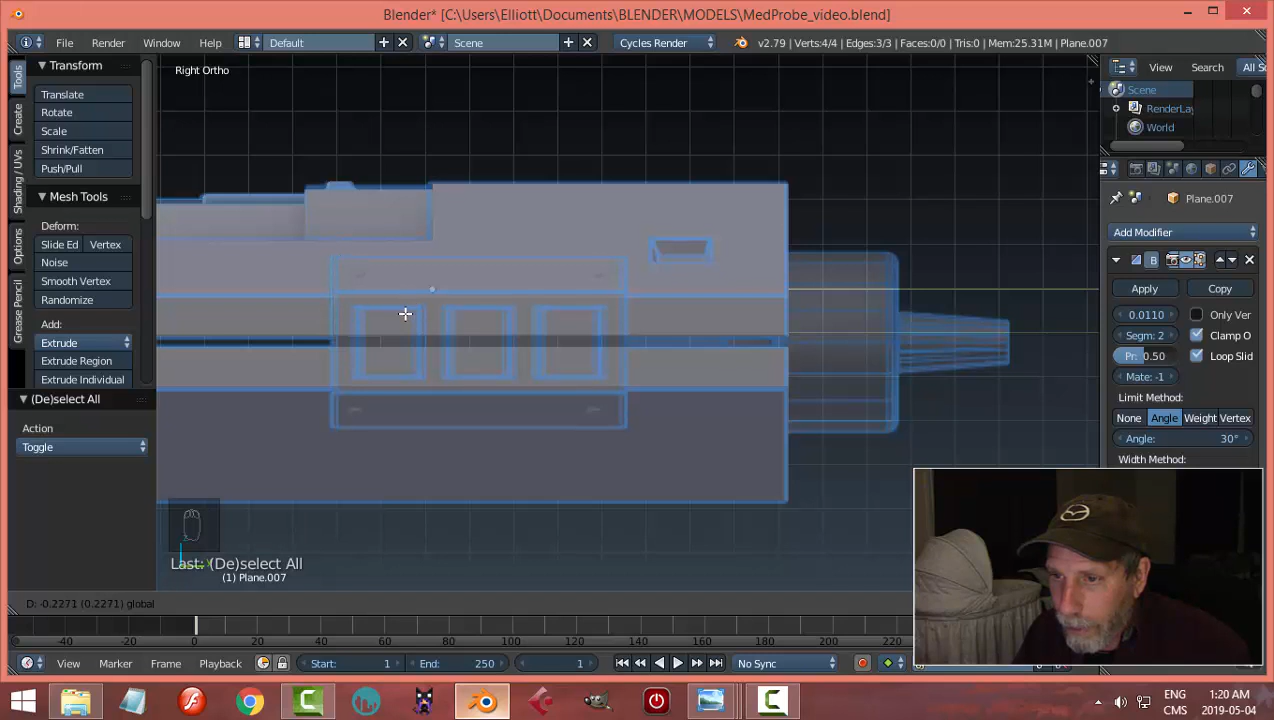 Blender* [C:\Users\Elliott\Documents\BLENDER\MODELS\MedProbe_video.blend]
File Render Window Help Default Scene Cycles Render v2.79 | Verts:4/4 | Edges:3/3 | Faces:0/0 | Tris:0 | Mem:25.31M | Plane.007
Tools
Create
Shading / UVs
Options
Grease Pencil
Transform
Translate
Rotate
Scale
Shrink/Fatten
Push/Pull
Mesh Tools
Deform:
Slide Ed Vertex
Noise
Smooth Vertex
Randomize
Add:
Extrude
Extrude Region
Extrude Individual
(De)select All
Action
Toggle
Right Ortho
Last: (De)select All
(1) Plane.007
D: -0.2271 (0.2271) global
View Search All S
Scene
RenderLay
World
Plane.007
Add Modifier
B
Apply Copy
0.0110 Only Ver
Segm: 2 Clamp O
Pr: 0.50 Loop Slid
Mate: -1
Limit Method:
None Angle Weight Vertex
Angle: 30°
Width Method:
-40 -20 0 20 40 60 80 100 120 140 160 180 200 220
View Marker Frame Playback Start: 1 End: 250 1 No Sync
ENG
CMS
1:20 AM
2019-05-04